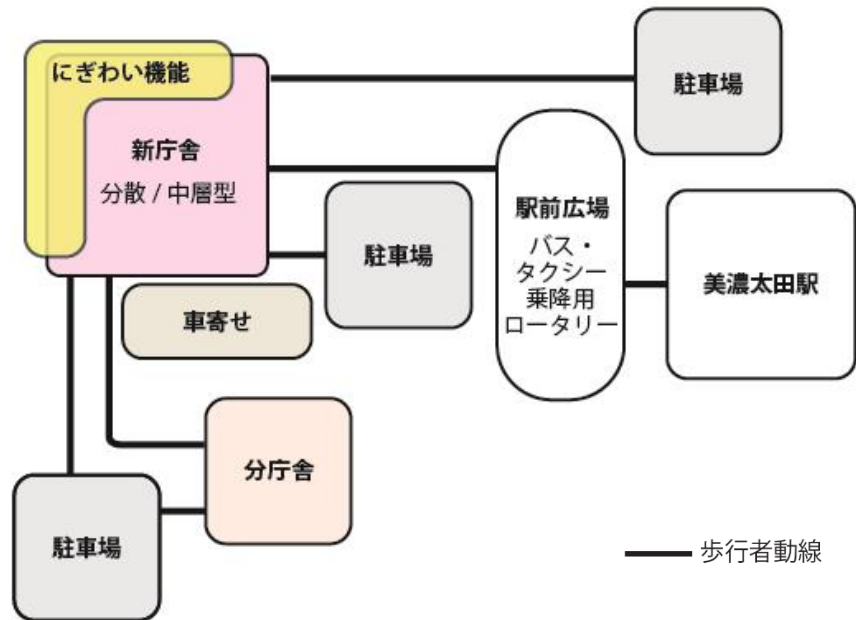 にぎわい機能
新庁舎
分散 / 中層型
駐車場
駅前広場
バス・
タクシー
乗降用
ロータリー
駐車場
美濃太田駅
車寄せ
分庁舎
駐車場
歩行者動線